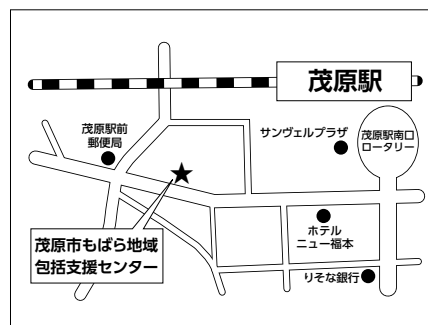 茂原駅
茂原駅前
郵便局
サンヴェルプラザ
茂原駅南口
ロータリー
茂原市もばら地域
包括支援センター
ホテル
ニュー福本
りそな銀行